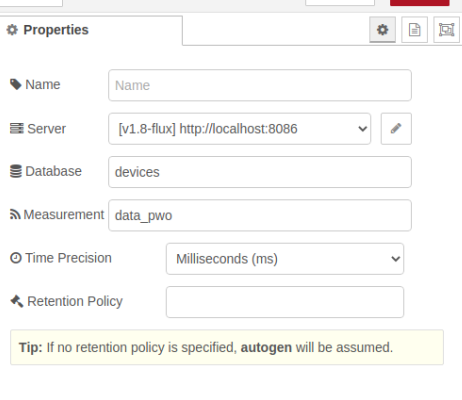 Properties
Name Name
Server [v1.8-flux] http://localhost:8086
Database devices
Measurement data_pwo
Time Precision Milliseconds (ms)
Retention Policy
Tip: If no retention policy is specified, autogen will be assumed.